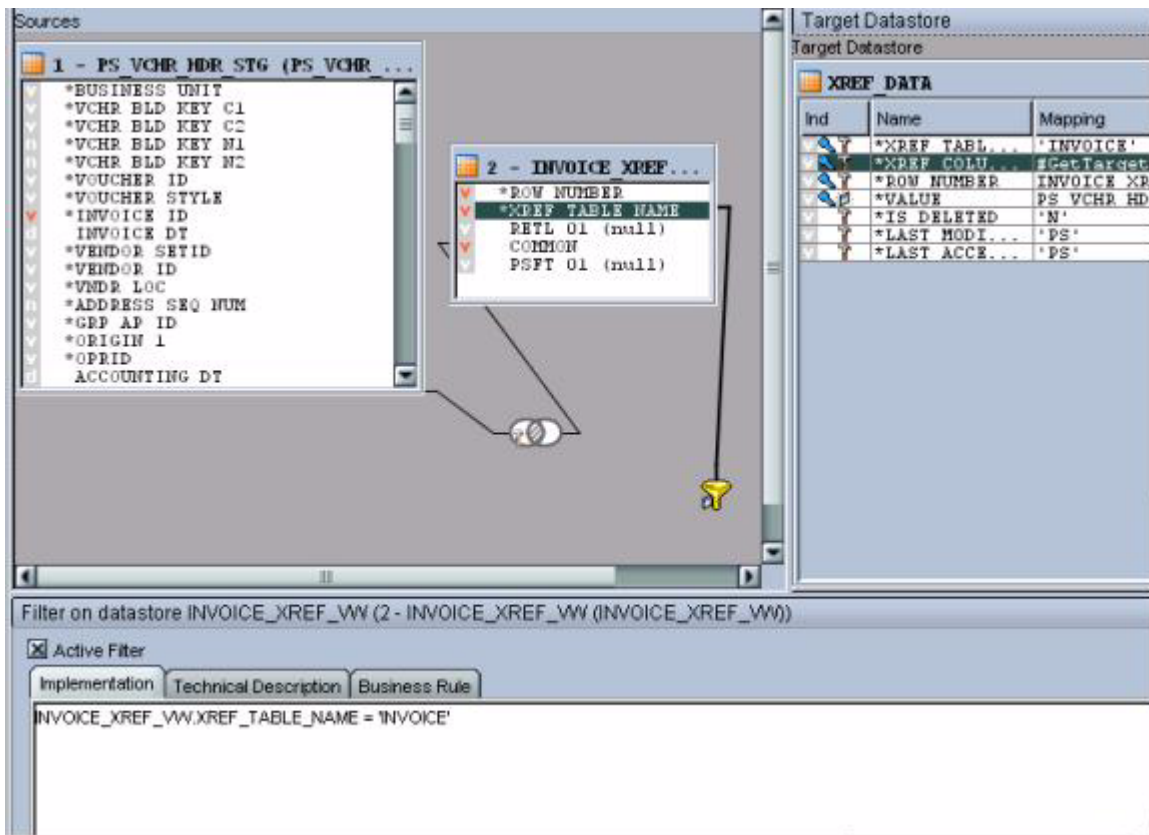 Sources
1 - PS_VCHR_HDR_STG (PS_VCHR_...
*BUSINESS UNIT
*VCHR BLD KEY C1
*VCHR BLD KEY C2
*VCHR BLD KEY N1
*VCHR BLD KEY N2
*VOUCHER ID
*VOUCHER STYLE
*INVOICE ID
INVOICE DT
*VENDOR SETID
*VENDOR ID
*VNDR LOC
*ADDRESS SEQ NUM
*GRP AP ID
*ORIGIN 1
*OPRID
ACCOUNTING DT
2 - INVOICE_XREF...
*ROW NUMBER
*XREF TABLE NAME
RETL 01 (null)
COMMON
PSFT 01 (null)
Target Datastore
Target Datastore
XREF_DATA
Ind Name Mapping
*XREF TABL... 'INVOICE'
*XREF COLU... #GetTarget
*ROW NUMBER INVOICE XR
*VALUE PS VCHR HD
*IS DELETED 'N'
*LAST MODI... 'PS'
*LAST ACCE... 'PS'
Filter on datastore INVOICE_XREF_VW (2 - INVOICE_XREF_VW (INVOICE_XREF_VW))
Active Filter
Implementation Technical Description Business Rule
INVOICE_XREF_VW.XREF_TABLE_NAME = 'INVOICE'